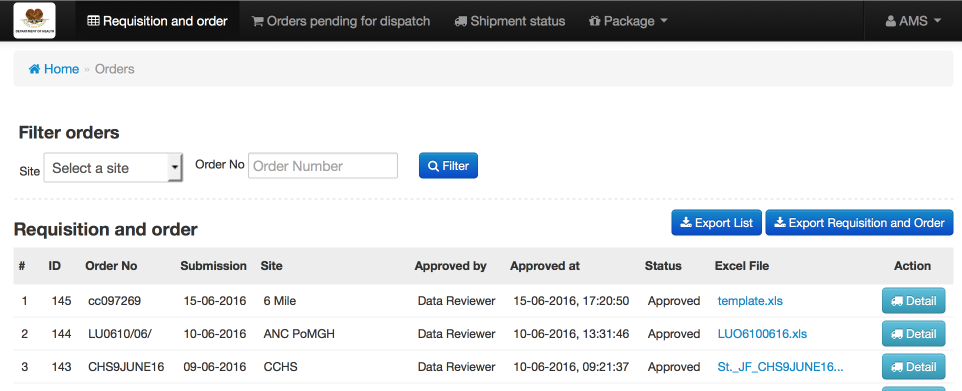 DEPARTMENT OF HEALTH
Requisition and order Orders pending for dispatch Shipment status Package AMS
Home » Orders
Filter orders
Site Select a site Order No Order Number Filter
Requisition and order Export List Export Requisition and Order
# ID Order No Submission Site Approved by Approved at Status Excel File Action
1 145 cc097269 15-06-2016 6 Mile Data Reviewer 15-06-2016, 17:20:50 Approved template.xls Detail
2 144 LU0610/06/ 10-06-2016 ANC PoMGH Data Reviewer 10-06-2016, 13:31:46 Approved LUO6100616.xls Detail
3 143 CHS9JUNE16 09-06-2016 CCHS Data Reviewer 10-06-2016, 09:21:37 Approved St._JF_CHS9JUNE16... Detail